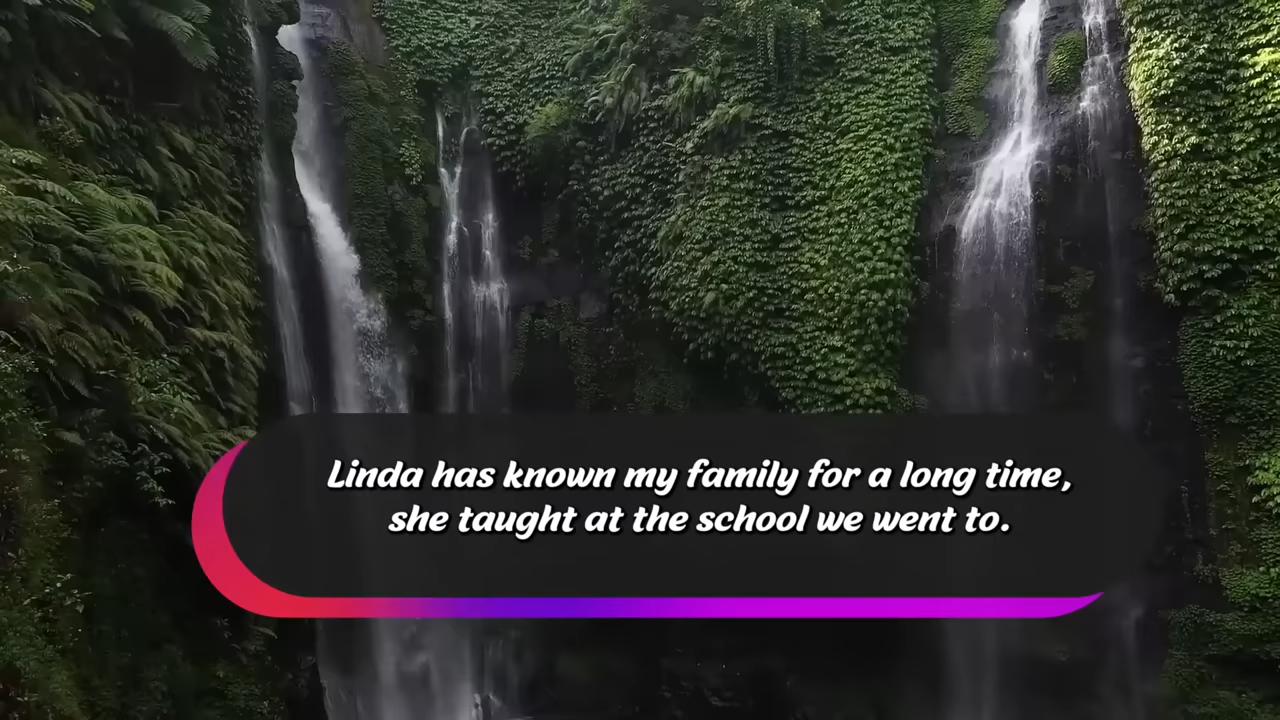 Linda has known my family for a long time,
she taught at the school we went to.